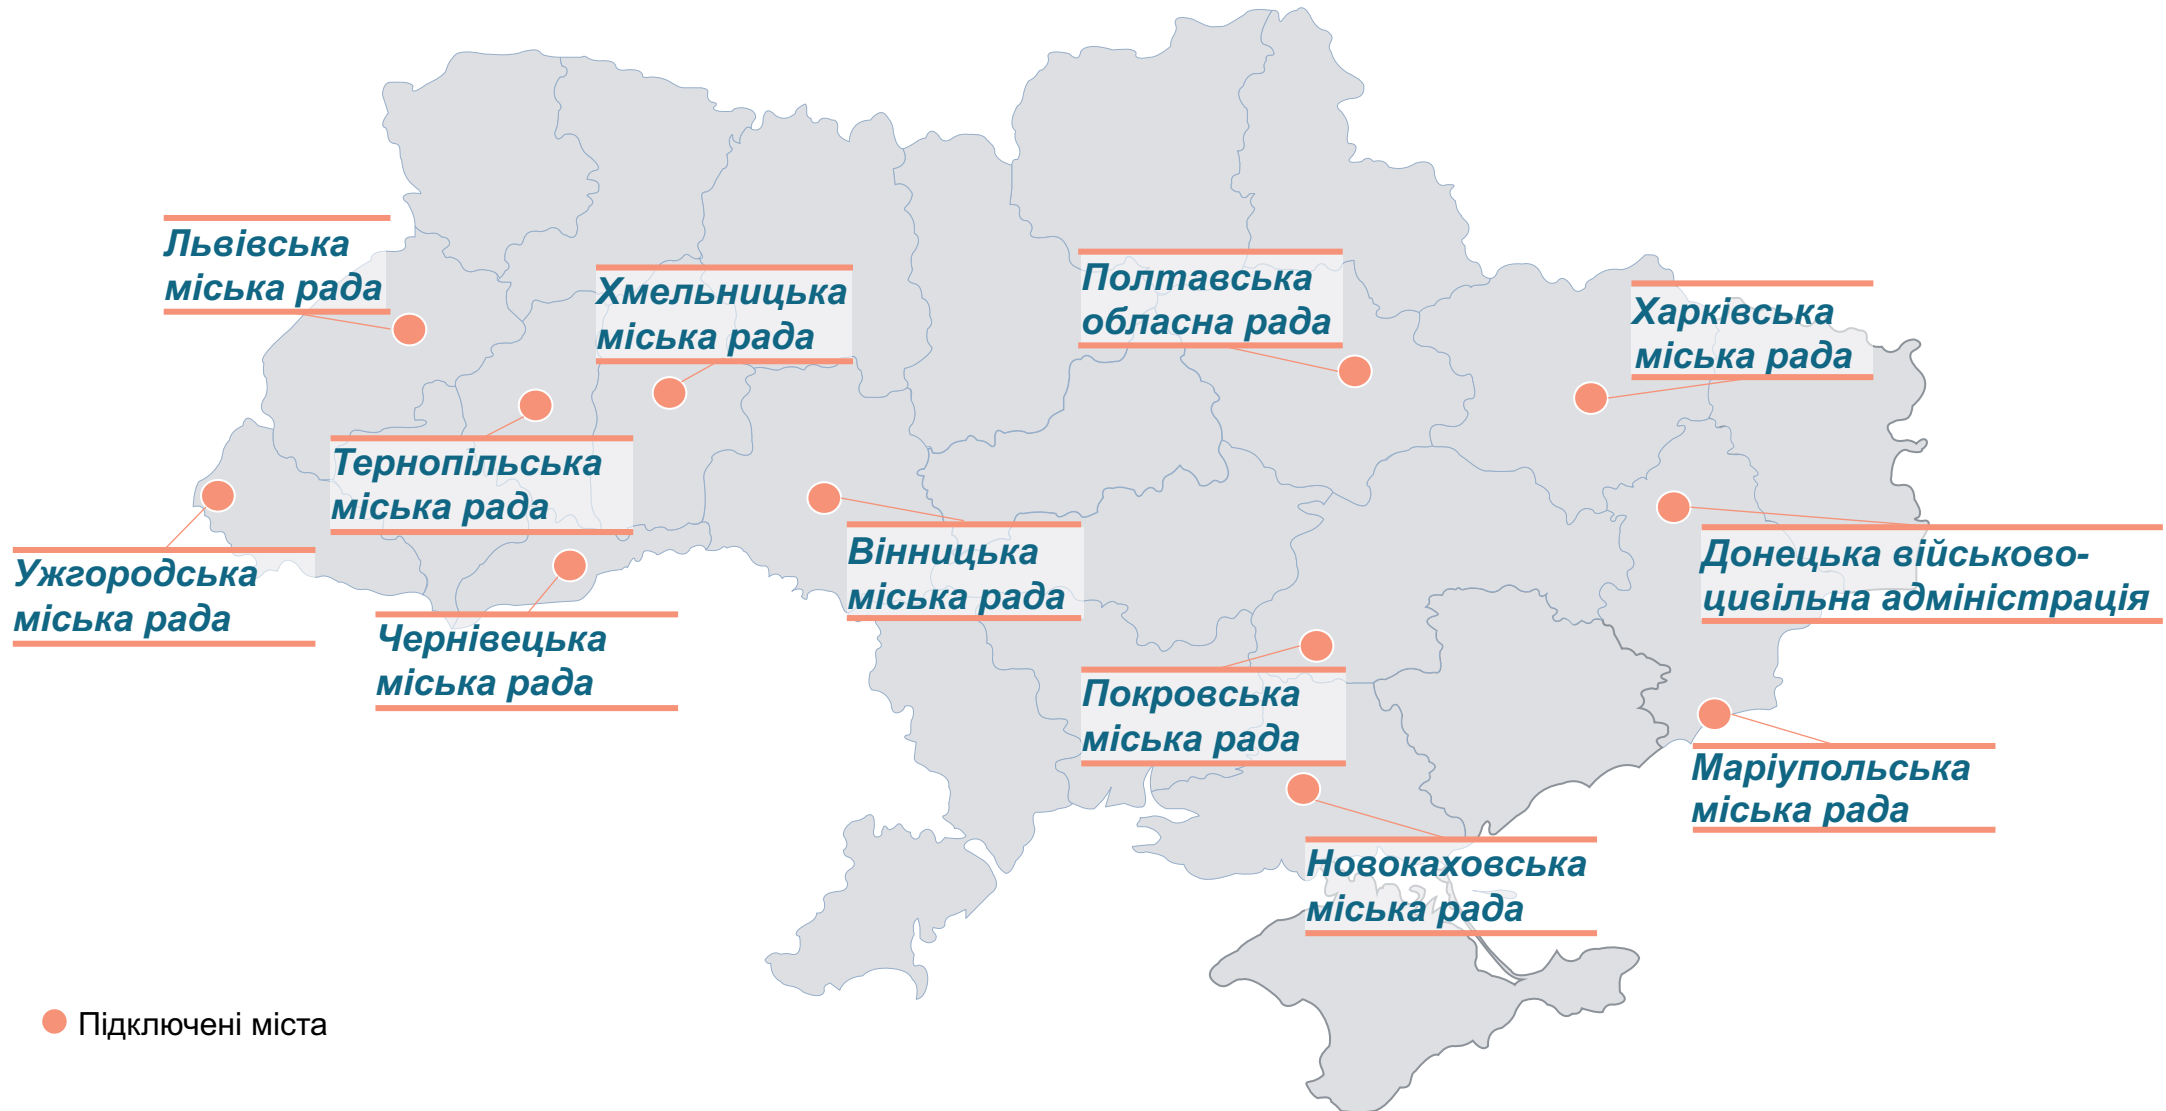 Львівська
міська рада
Хмельницька
міська рада
Полтавська
обласна рада
Харківська
міська рада
Тернопільська
міська рада
Ужгородська
міська рада
Чернівецька
міська рада
Вінницька
міська рада
Донецька військово-
цивільна адміністрація
Покровська
міська рада
Маріупольська
міська рада
Новокаховська
міська рада
Підключені міста